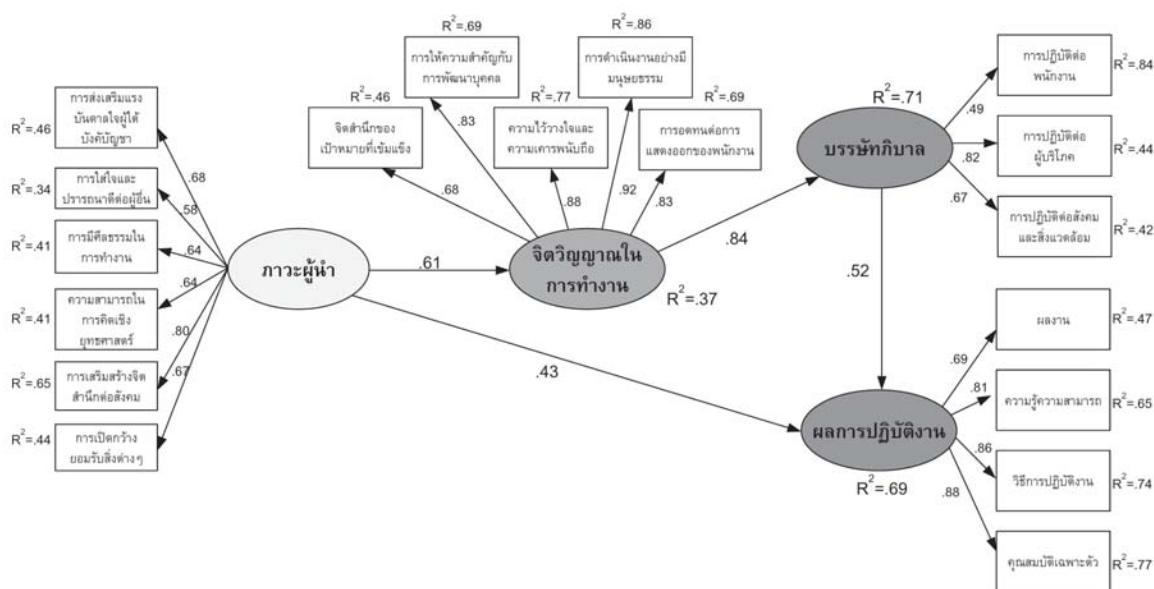 R²=.46
การส่งเสริมแรง
บันดาลใจผู้ใต้
บังคับบัญชา
.68
R²=.34
การใส่ใจและ
ปรารถนาดีต่อผู้อื่น
.58
R²=.41
การมีศีลธรรมใน
การทำงาน
.64
R²=.41
ความสามารถใน
การคิดเชิง
ยุทธศาสตร์
.64
R²=.65
การเสริมสร้างจิต
สำนึกต่อสังคม
.80
R²=.44
การเปิดกว้าง
ยอมรับสิ่งต่างๆ
.67
ภาวะผู้นำ
.61
.43
R²=.46
จิตสำนึกของ
เป้าหมายที่เข้มแข็ง
.68
R²=.69
การให้ความสำคัญกับ
การพัฒนาบุคคล
.83
R²=.77
ความไว้วางใจและ
ความเคารพนับถือ
.88
R²=.86
การดำเนินงานอย่างมี
มนุษยธรรม
.92
R²=.69
การอดทนต่อการ
แสดงออกของพนักงาน
.83
จิตวิญญาณใน
การทำงาน
R²=.37
.84
R²=.71
บรรษัทภิบาล
.52
การปฏิบัติต่อ
พนักงาน
R²=.84
.49
การปฏิบัติต่อ
ผู้บริโภค
R²=.44
.82
การปฏิบัติต่อสังคม
และสิ่งแวดล้อม
R²=.42
.67
ผลการปฏิบัติงาน
R²=.69
ผลงาน
R²=.47
.69
ความรู้ความสามารถ
R²=.65
.81
วิธีการปฏิบัติงาน
R²=.74
.86
คุณสมบัติเฉพาะตัว
R²=.77
.88